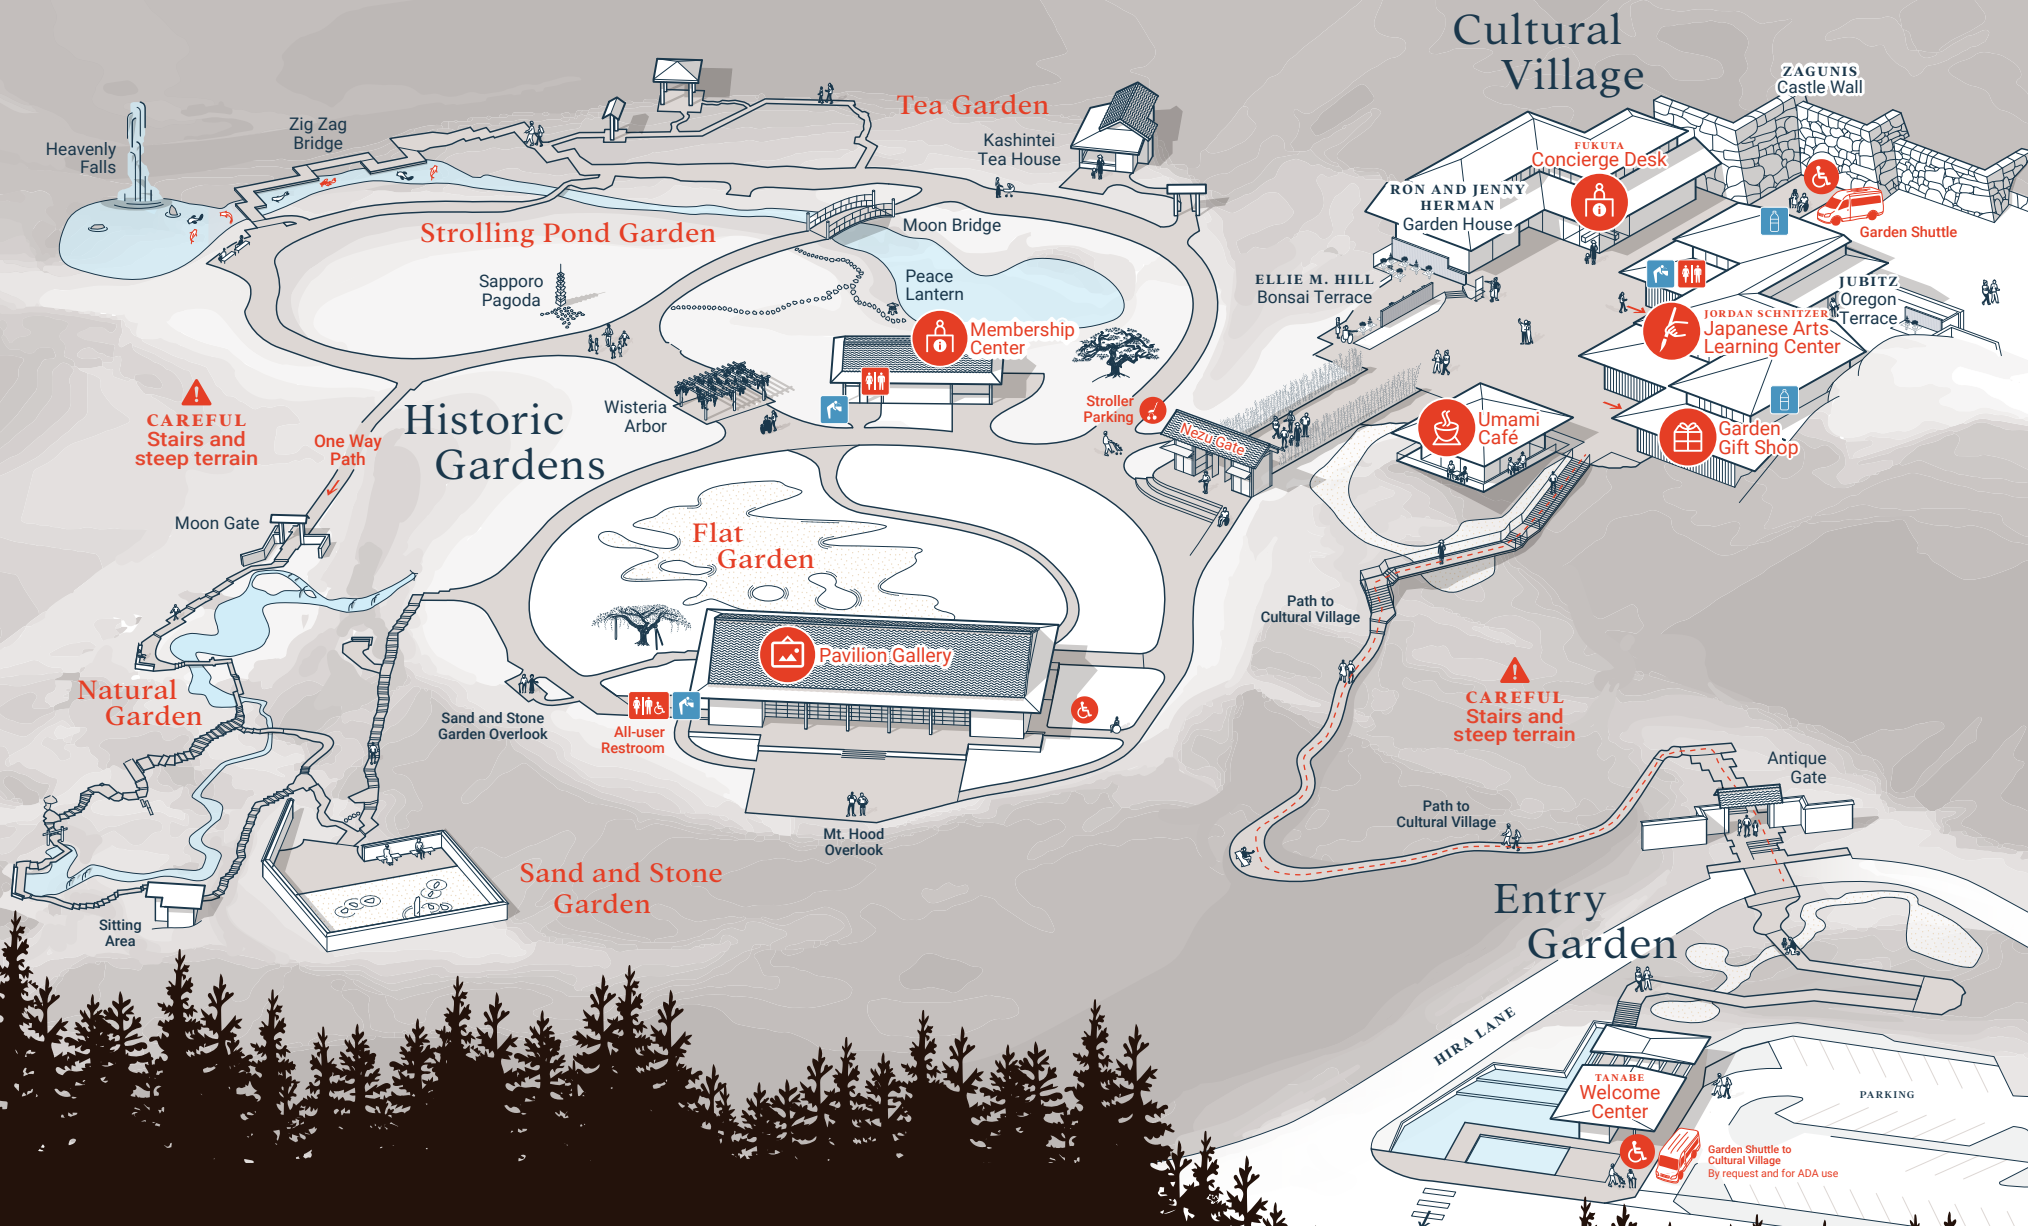 Cultural
Village
ZAGUNIS
Castle Wall
FUKUTA
Concierge Desk
RON AND JENNY
HERMAN
Garden House
Garden Shuttle
ELLIE M. HILL
Bonsai Terrace
JUBITZ
Oregon
Terrace
JORDAN SCHNITZER
Japanese Arts
Learning Center
Umami
Café
Garden
Gift Shop
Tea Garden
Kashintei
Tea House
Heavenly
Falls
Zig Zag
Bridge
Strolling Pond Garden
Moon Bridge
Sapporo
Pagoda
Peace
Lantern
Membership
Center
Wisteria
Arbor
Stroller
Parking
Nezu Gate
CAREFUL
Stairs and
steep terrain
One Way
Path
Historic
Gardens
Moon Gate
Flat
Garden
Pavilion Gallery
Natural
Garden
Sand and Stone
Garden Overlook
All-user
Restroom
Mt. Hood
Overlook
Sand and Stone
Garden
Sitting
Area
Path to
Cultural Village
CAREFUL
Stairs and
steep terrain
Antique
Gate
Path to
Cultural Village
Entry
Garden
HIRA LANE
TANABE
Welcome
Center
PARKING
Garden Shuttle to
Cultural Village
By request and for ADA use